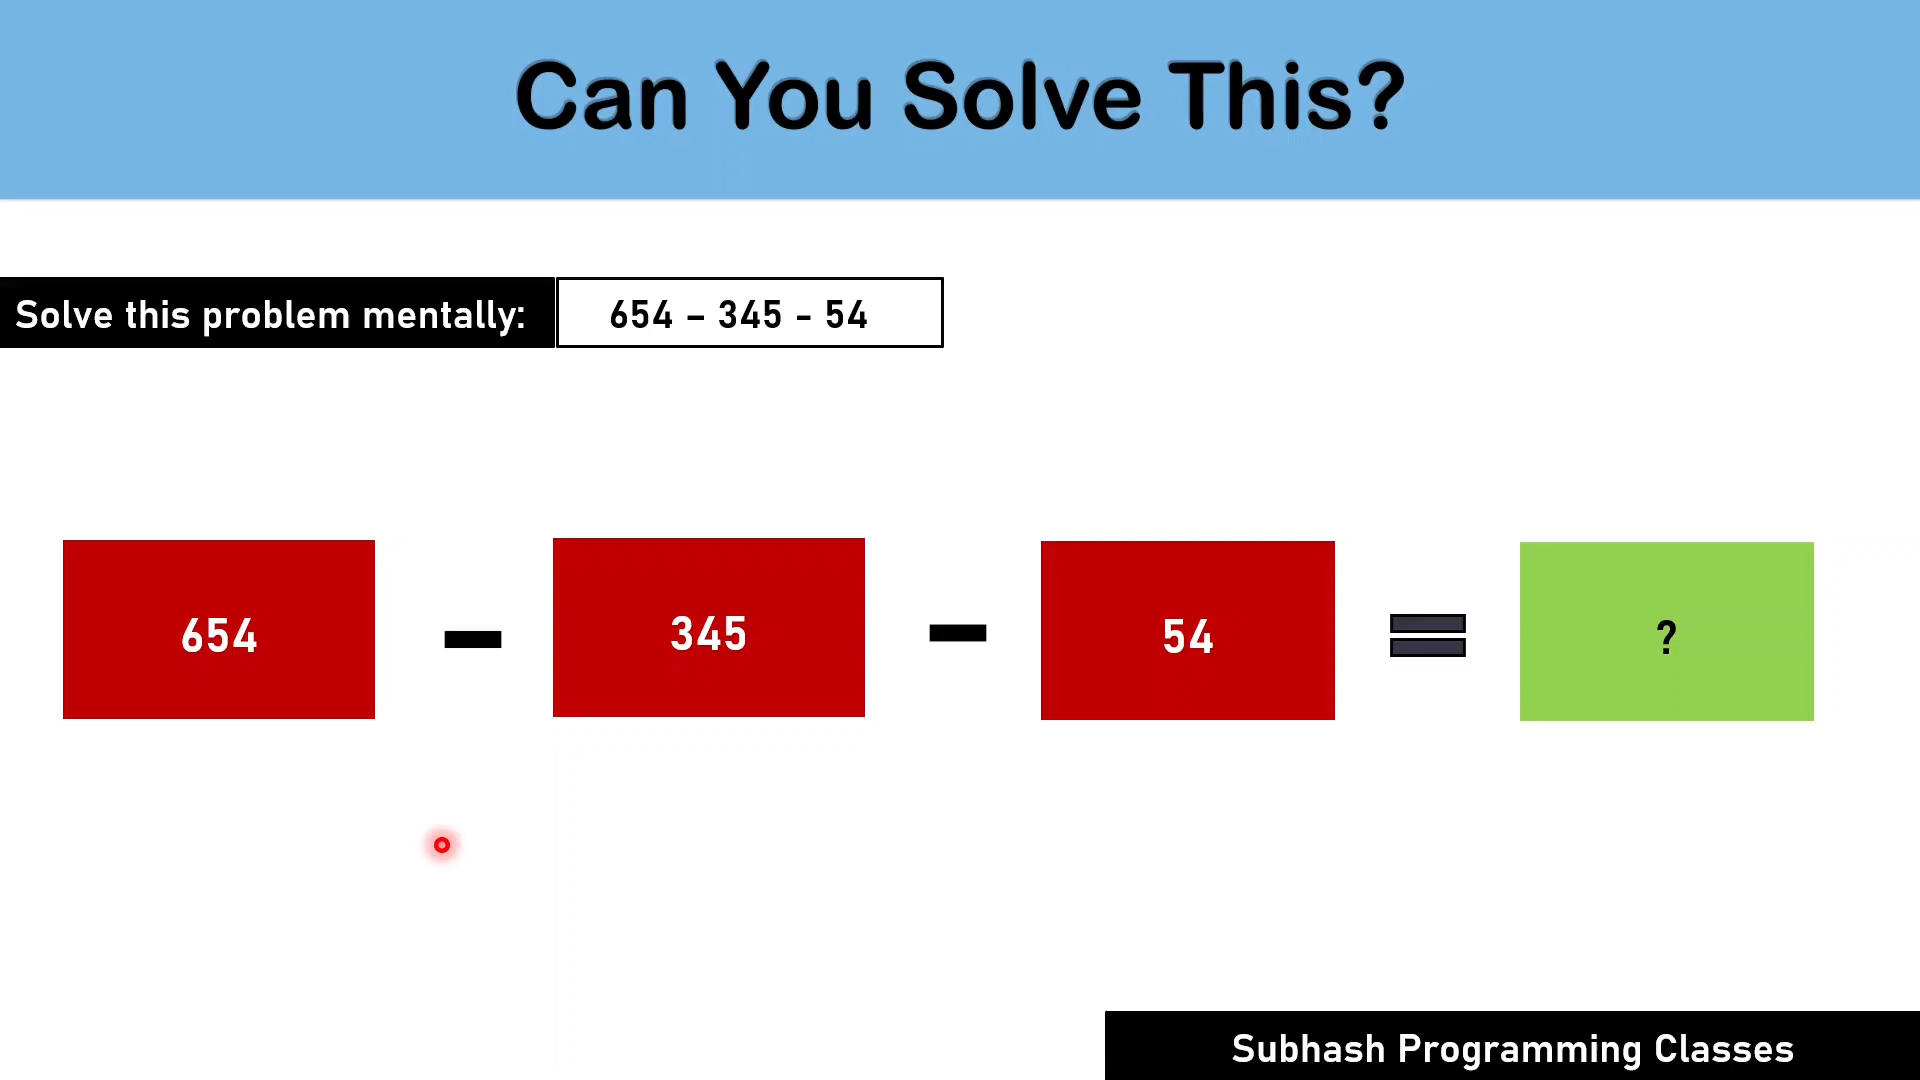 Can You Solve This?
Solve this problem mentally: 654 – 345 - 54
654 – 345 – 54 = ?
Subhash Programming Classes